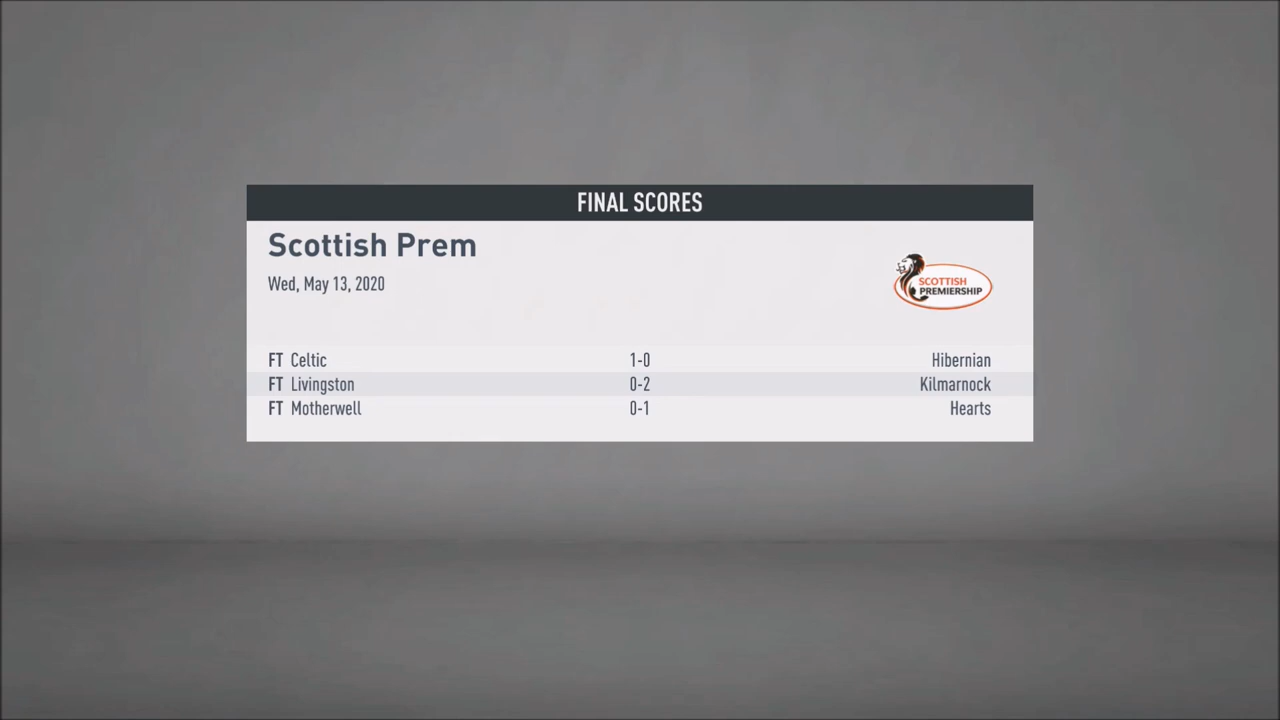 FINAL SCORES
Scottish Prem
Wed, May 13, 2020
SCOTTISH
PREMIERSHIP
FT Celtic 1-0 Hibernian
FT Livingston 0-2 Kilmarnock
FT Motherwell 0-1 Hearts